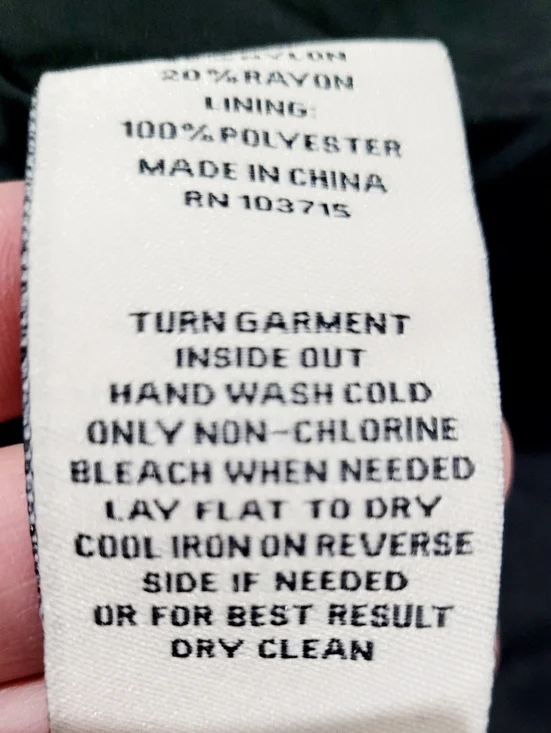 20% RAYON
LINING:
100% POLYESTER
MADE IN CHINA
RN 103715
TURN GARMENT
INSIDE OUT
HAND WASH COLD
ONLY NON-CHLORINE
BLEACH WHEN NEEDED
LAY FLAT TO DRY
COOL IRON ON REVERSE
SIDE IF NEEDED
OR FOR BEST RESULT
DRY CLEAN